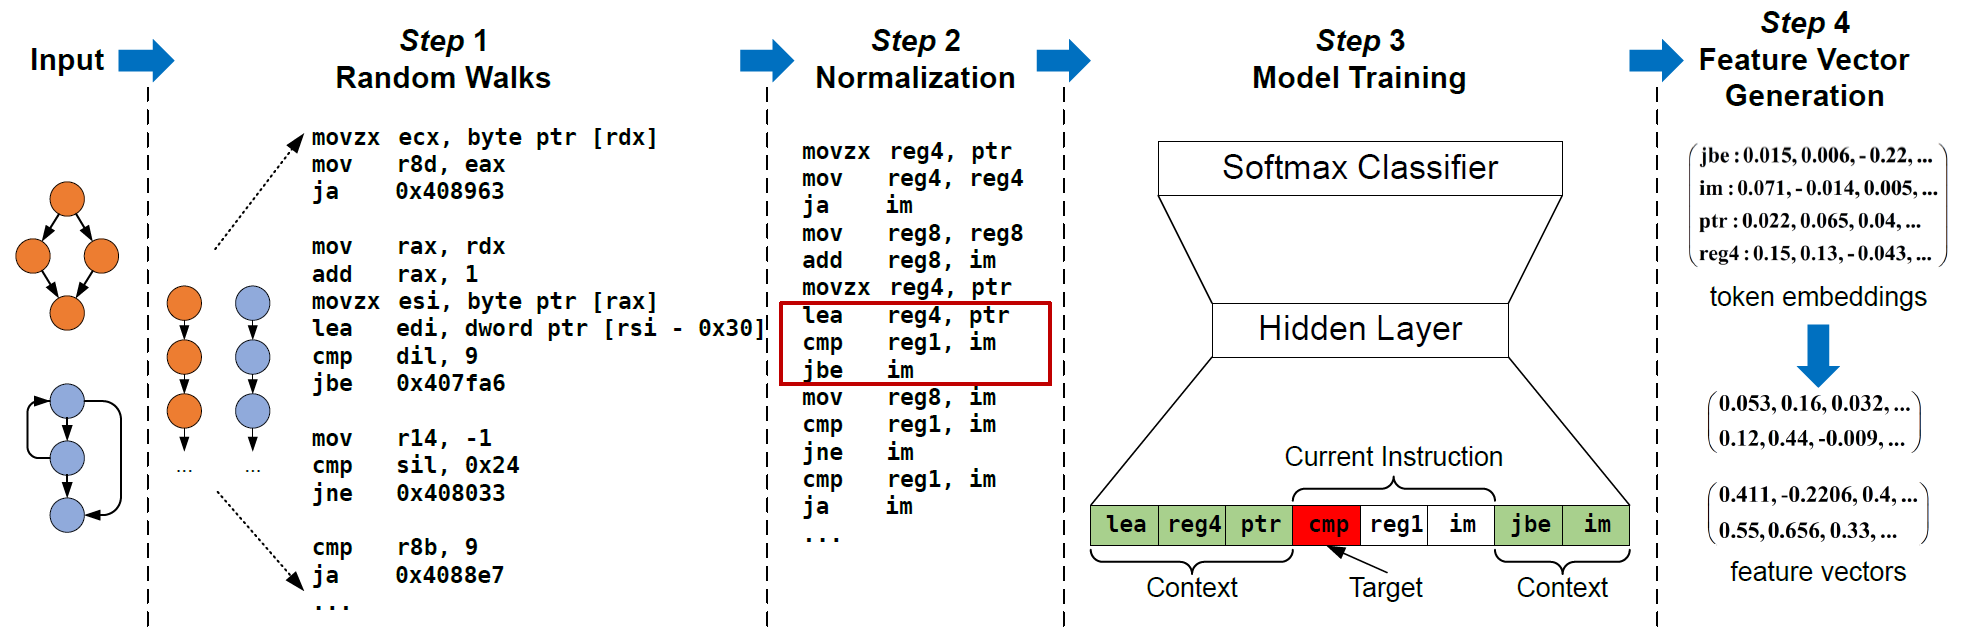 Input
Step 1
Random Walks
movzx ecx, byte ptr [rdx]
mov r8d, eax
ja 0x408963
mov rax, rdx
add rax, 1
movzx esi, byte ptr [rax]
lea edi, dword ptr [rsi - 0x30]
cmp dil, 9
jbe 0x407fa6
mov r14, -1
cmp sil, 0x24
jne 0x408033
cmp r8b, 9
ja 0x4088e7
...
...
...
Step 2
Normalization
movzx reg4, ptr
mov reg4, reg4
ja im
mov reg8, reg8
add reg8, im
movzx reg4, ptr
lea reg4, ptr
cmp reg1, im
jbe im
mov reg8, im
cmp reg1, im
jne im
cmp reg1, im
ja im
...
Step 3
Model Training
Softmax Classifier
Hidden Layer
Current Instruction
lea reg4 ptr cmp reg1 im jbe im
Context Target Context
Step 4
Feature Vector
Generation
jbe : 0.015, 0.006, - 0.22, ...
im : 0.071, - 0.014, 0.005, ...
ptr : 0.022, 0.065, 0.04, ...
reg4 : 0.15, 0.13, - 0.043, ...
token embeddings
0.053, 0.16, 0.032, ...
0.12, 0.44, -0.009, ...
0.411, -0.2206, 0.4, ...
0.55, 0.656, 0.33, ...
feature vectors